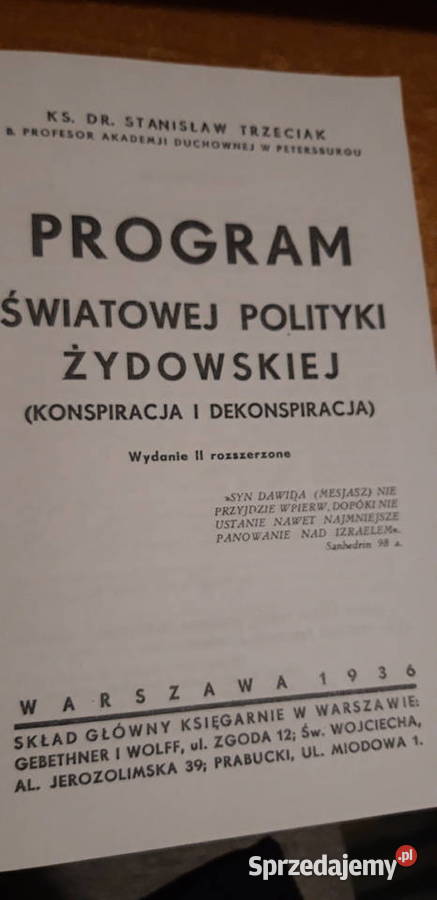 KS. DR. STANISŁAW TRZECIAK
B. PROFESOR AKADEMJI DUCHOWNEJ W PETERSBURGU
PROGRAM
ŚWIATOWEJ POLITYKI
ŻYDOWSKIEJ
(KONSPIRACJA I DEKONSPIRACJA)
Wydanie II rozszerzone
»SYN DAWIDA (MESJASZ) NIE
PRZYJDZIE WPIERW, DOPÓKI NIE
USTANIE NAWET NAJMNIEJSZE
PANOWANIE NAD IZRAELEM«.
Sanhedrin 98 a.
WARSZAWA 1936
SKŁAD GŁÓWNY KSIĘGARNIE W WARSZAWIE:
GEBETHNER I WOLFF, ul. ZGODA 12; Św. WOJCIECHA,
AL. JEROZOLIMSKA 39; PRABUCKI, UL. MIODOWA 1.
Sprzedajemy.pl